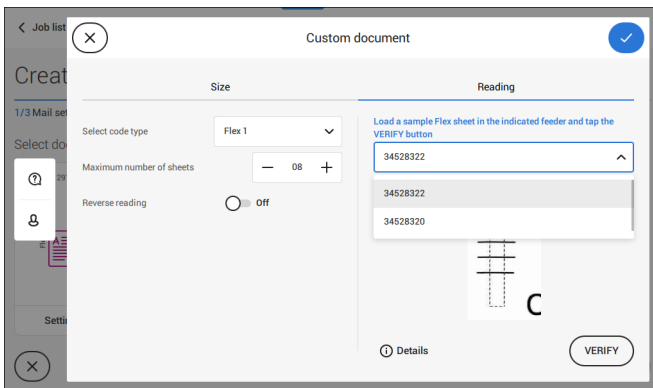 Job list
Custom document
Creat
Size
Reading
1/3 Mail set
Select do
Select code type
Flex 1
Maximum number of sheets
08
Reverse reading
Off
Load a sample Flex sheet in the indicated feeder and tap the
VERIFY button
34528322
34528322
34528320
29
A
C
Settin
Details
VERIFY